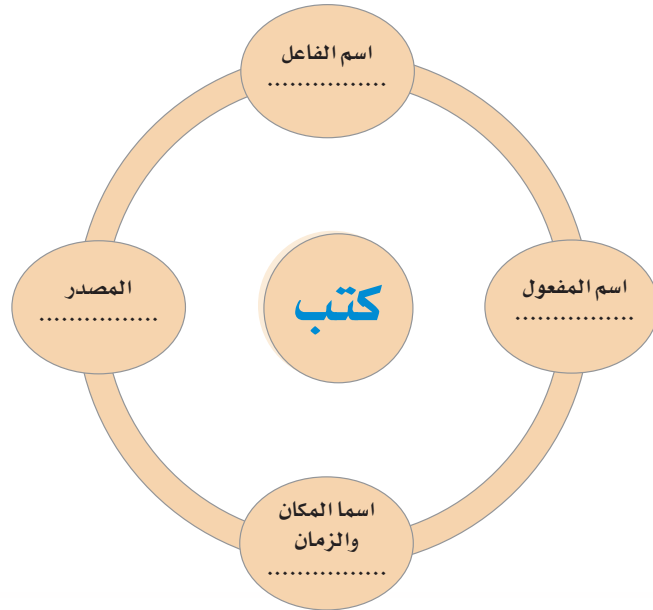 اسم الفاعل
................
اسم المفعول
................
كتب
المصدر
................
اسما المكان
والزمان
................